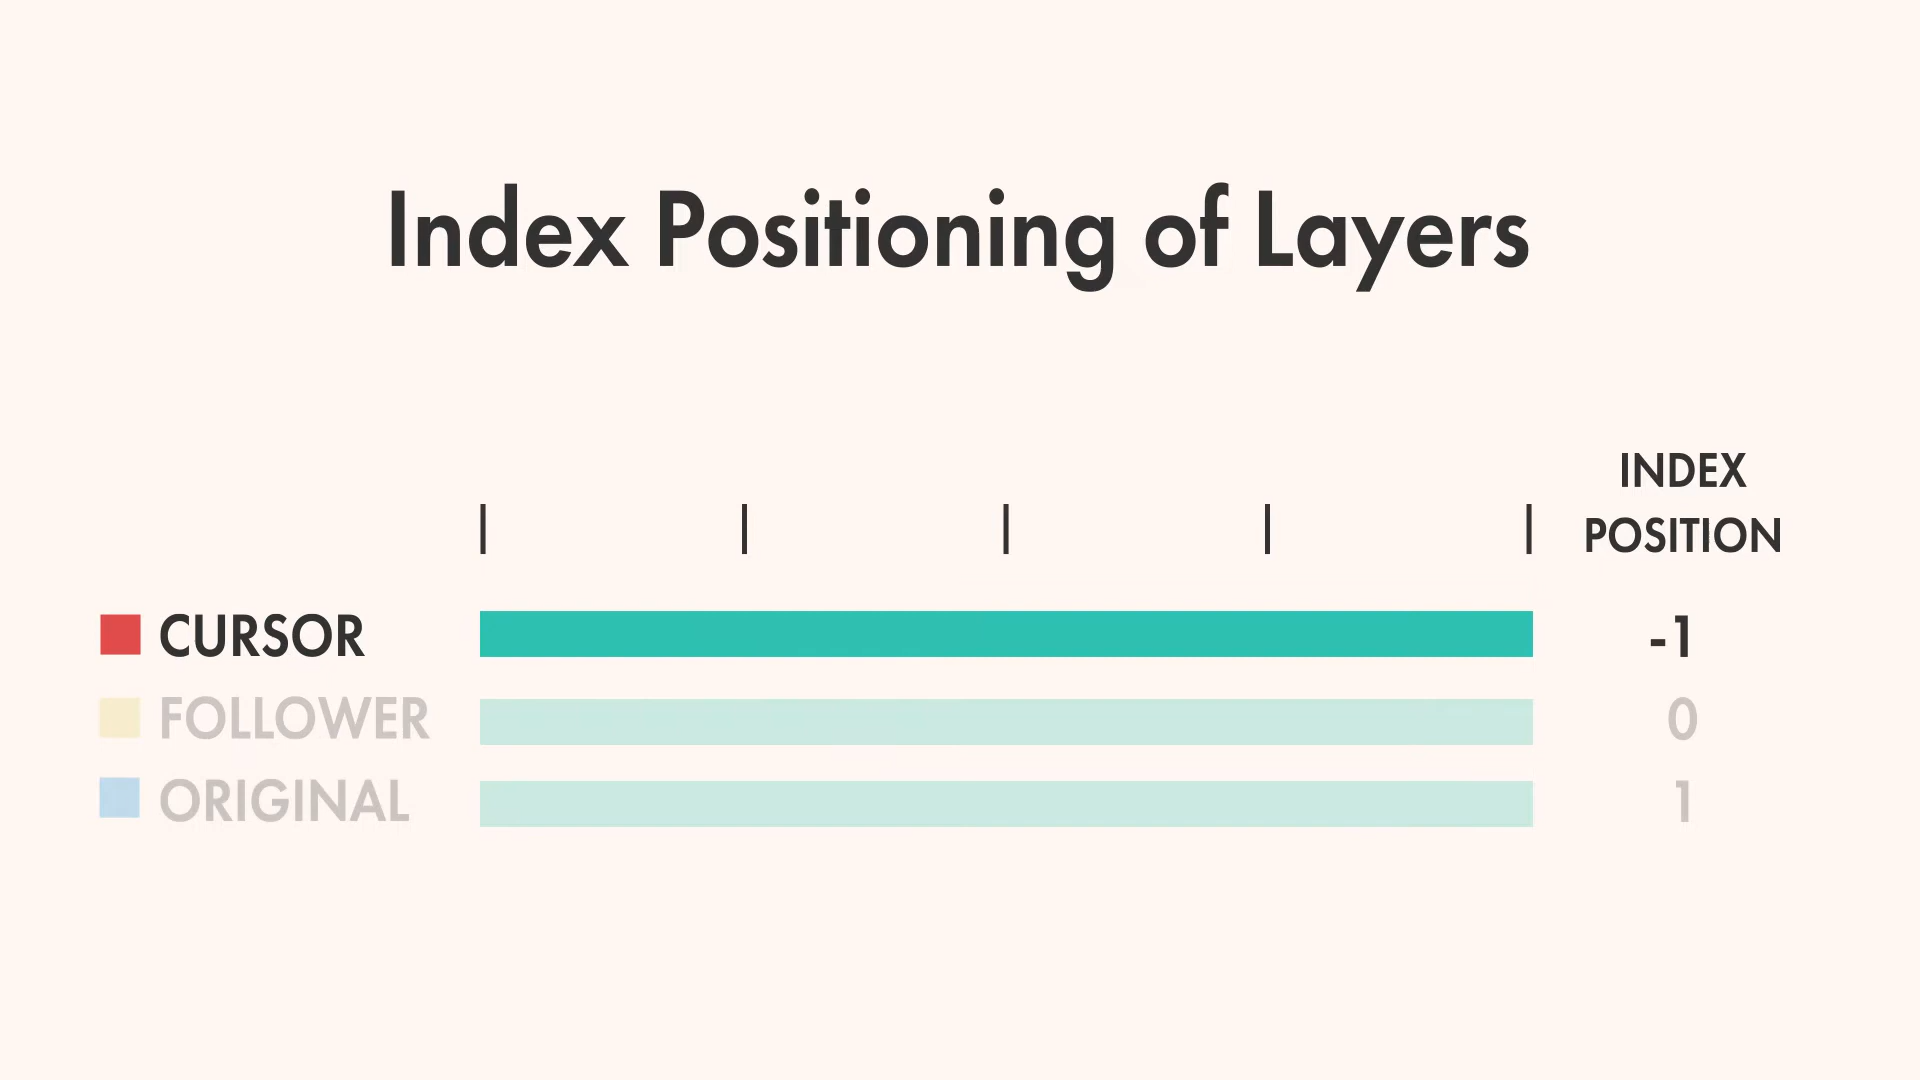 Index Positioning of Layers
INDEX
POSITION
CURSOR -1
FOLLOWER 0
ORIGINAL 1